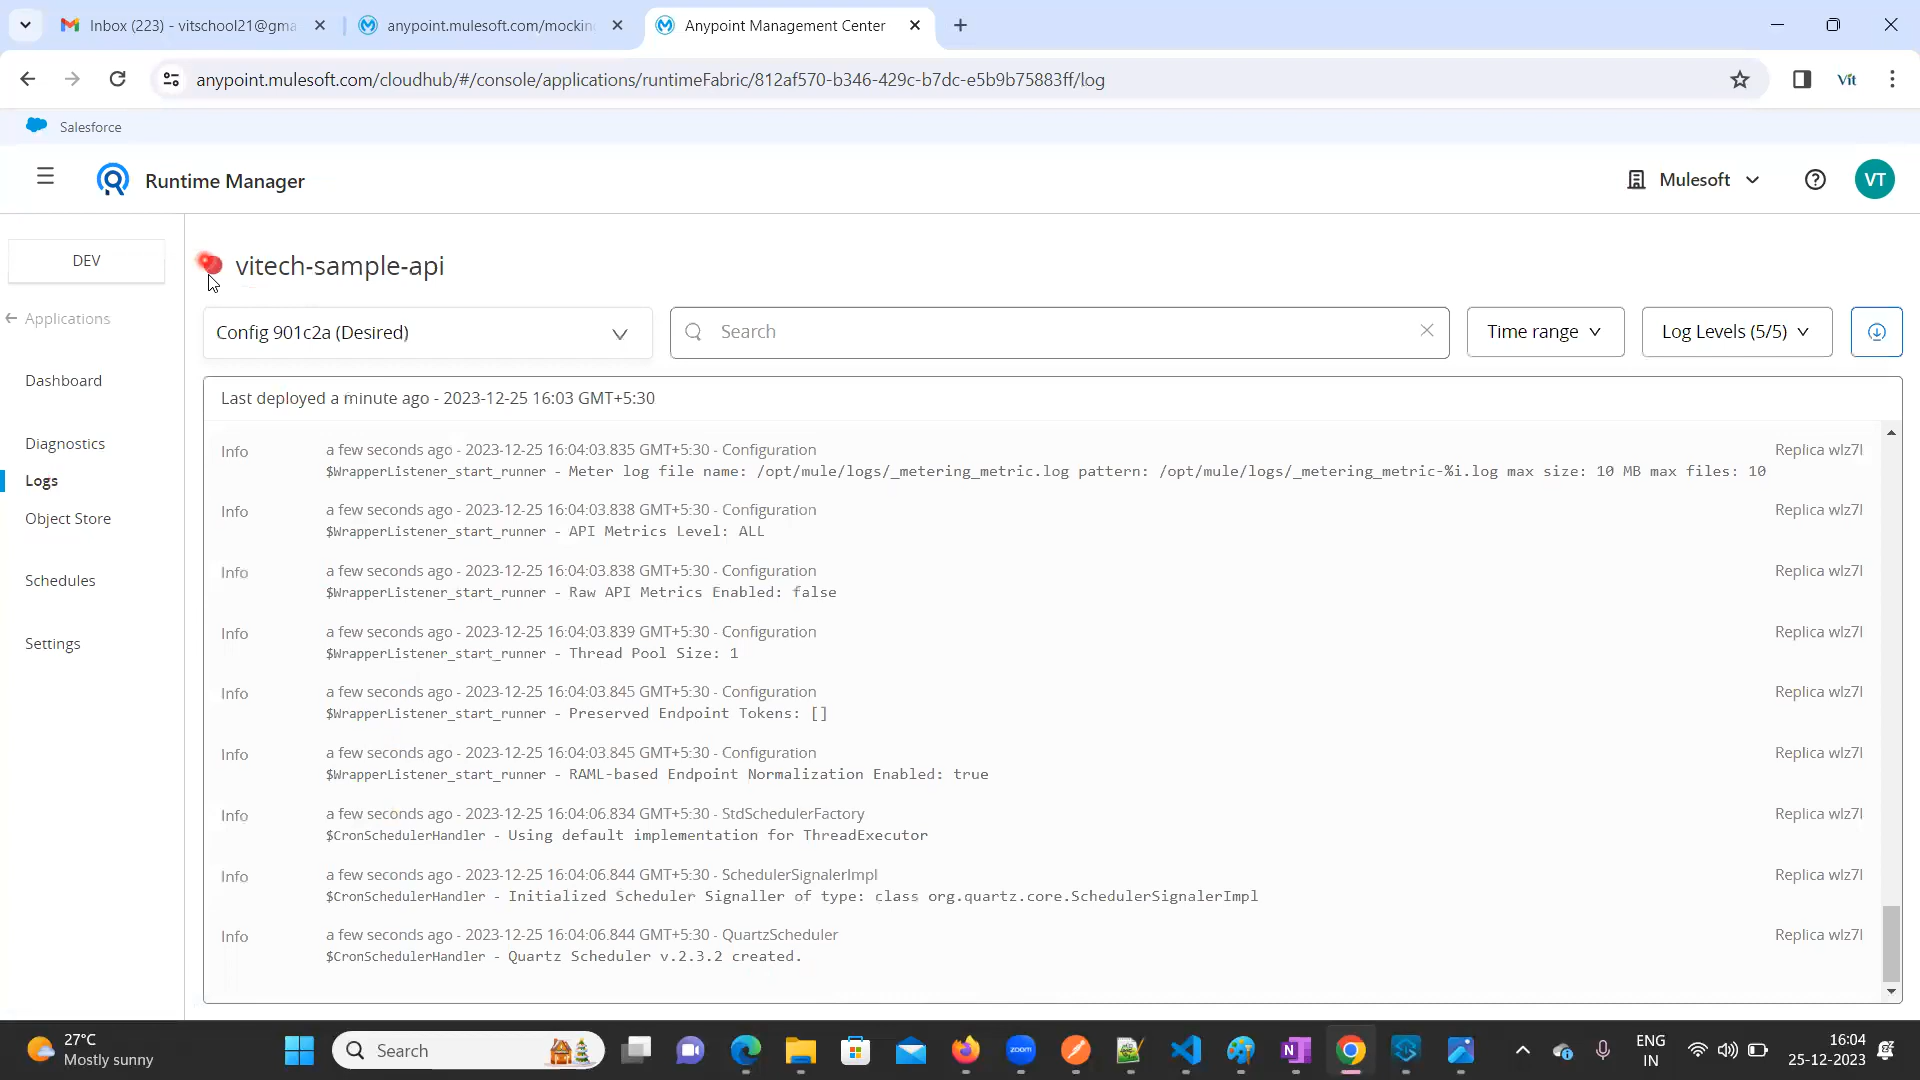 Inbox (223) - vitschool21@gma
anypoint.mulesoft.com/mockin
Anypoint Management Center
anypoint.mulesoft.com/cloudhub/#/console/applications/runtimeFabric/812af570-b346-429c-b7dc-e5b9b75883ff/log
Vit
Salesforce
Runtime Manager
Mulesoft
VT
DEV
vitech-sample-api
Applications
Config 901c2a (Desired)
Search
Time range
Log Levels (5/5)
Dashboard
Diagnostics
Logs
Object Store
Schedules
Settings
Last deployed a minute ago - 2023-12-25 16:03 GMT+5:30
Info a few seconds ago - 2023-12-25 16:04:03.835 GMT+5:30 - Configuration Replica wlz7l
$WrapperListener_start_runner - Meter log file name: /opt/mule/logs/_metering_metric.log pattern: /opt/mule/logs/_metering_metric-%i.log max size: 10 MB max files: 10
Info a few seconds ago - 2023-12-25 16:04:03.838 GMT+5:30 - Configuration Replica wlz7l
$WrapperListener_start_runner - API Metrics Level: ALL
Info a few seconds ago - 2023-12-25 16:04:03.838 GMT+5:30 - Configuration Replica wlz7l
$WrapperListener_start_runner - Raw API Metrics Enabled: false
Info a few seconds ago - 2023-12-25 16:04:03.839 GMT+5:30 - Configuration Replica wlz7l
$WrapperListener_start_runner - Thread Pool Size: 1
Info a few seconds ago - 2023-12-25 16:04:03.845 GMT+5:30 - Configuration Replica wlz7l
$WrapperListener_start_runner - Preserved Endpoint Tokens: []
Info a few seconds ago - 2023-12-25 16:04:03.845 GMT+5:30 - Configuration Replica wlz7l
$WrapperListener_start_runner - RAML-based Endpoint Normalization Enabled: true
Info a few seconds ago - 2023-12-25 16:04:06.834 GMT+5:30 - StdSchedulerFactory Replica wlz7l
$CronSchedulerHandler - Using default implementation for ThreadExecutor
Info a few seconds ago - 2023-12-25 16:04:06.844 GMT+5:30 - SchedulerSignalerImpl Replica wlz7l
$CronSchedulerHandler - Initialized Scheduler Signaller of type: class org.quartz.core.SchedulerSignalerImpl
Info a few seconds ago - 2023-12-25 16:04:06.844 GMT+5:30 - QuartzScheduler Replica wlz7l
$CronSchedulerHandler - Quartz Scheduler v.2.3.2 created.
27°C
Mostly sunny
Search
zoom
N
ENG
IN
16:04
25-12-2023